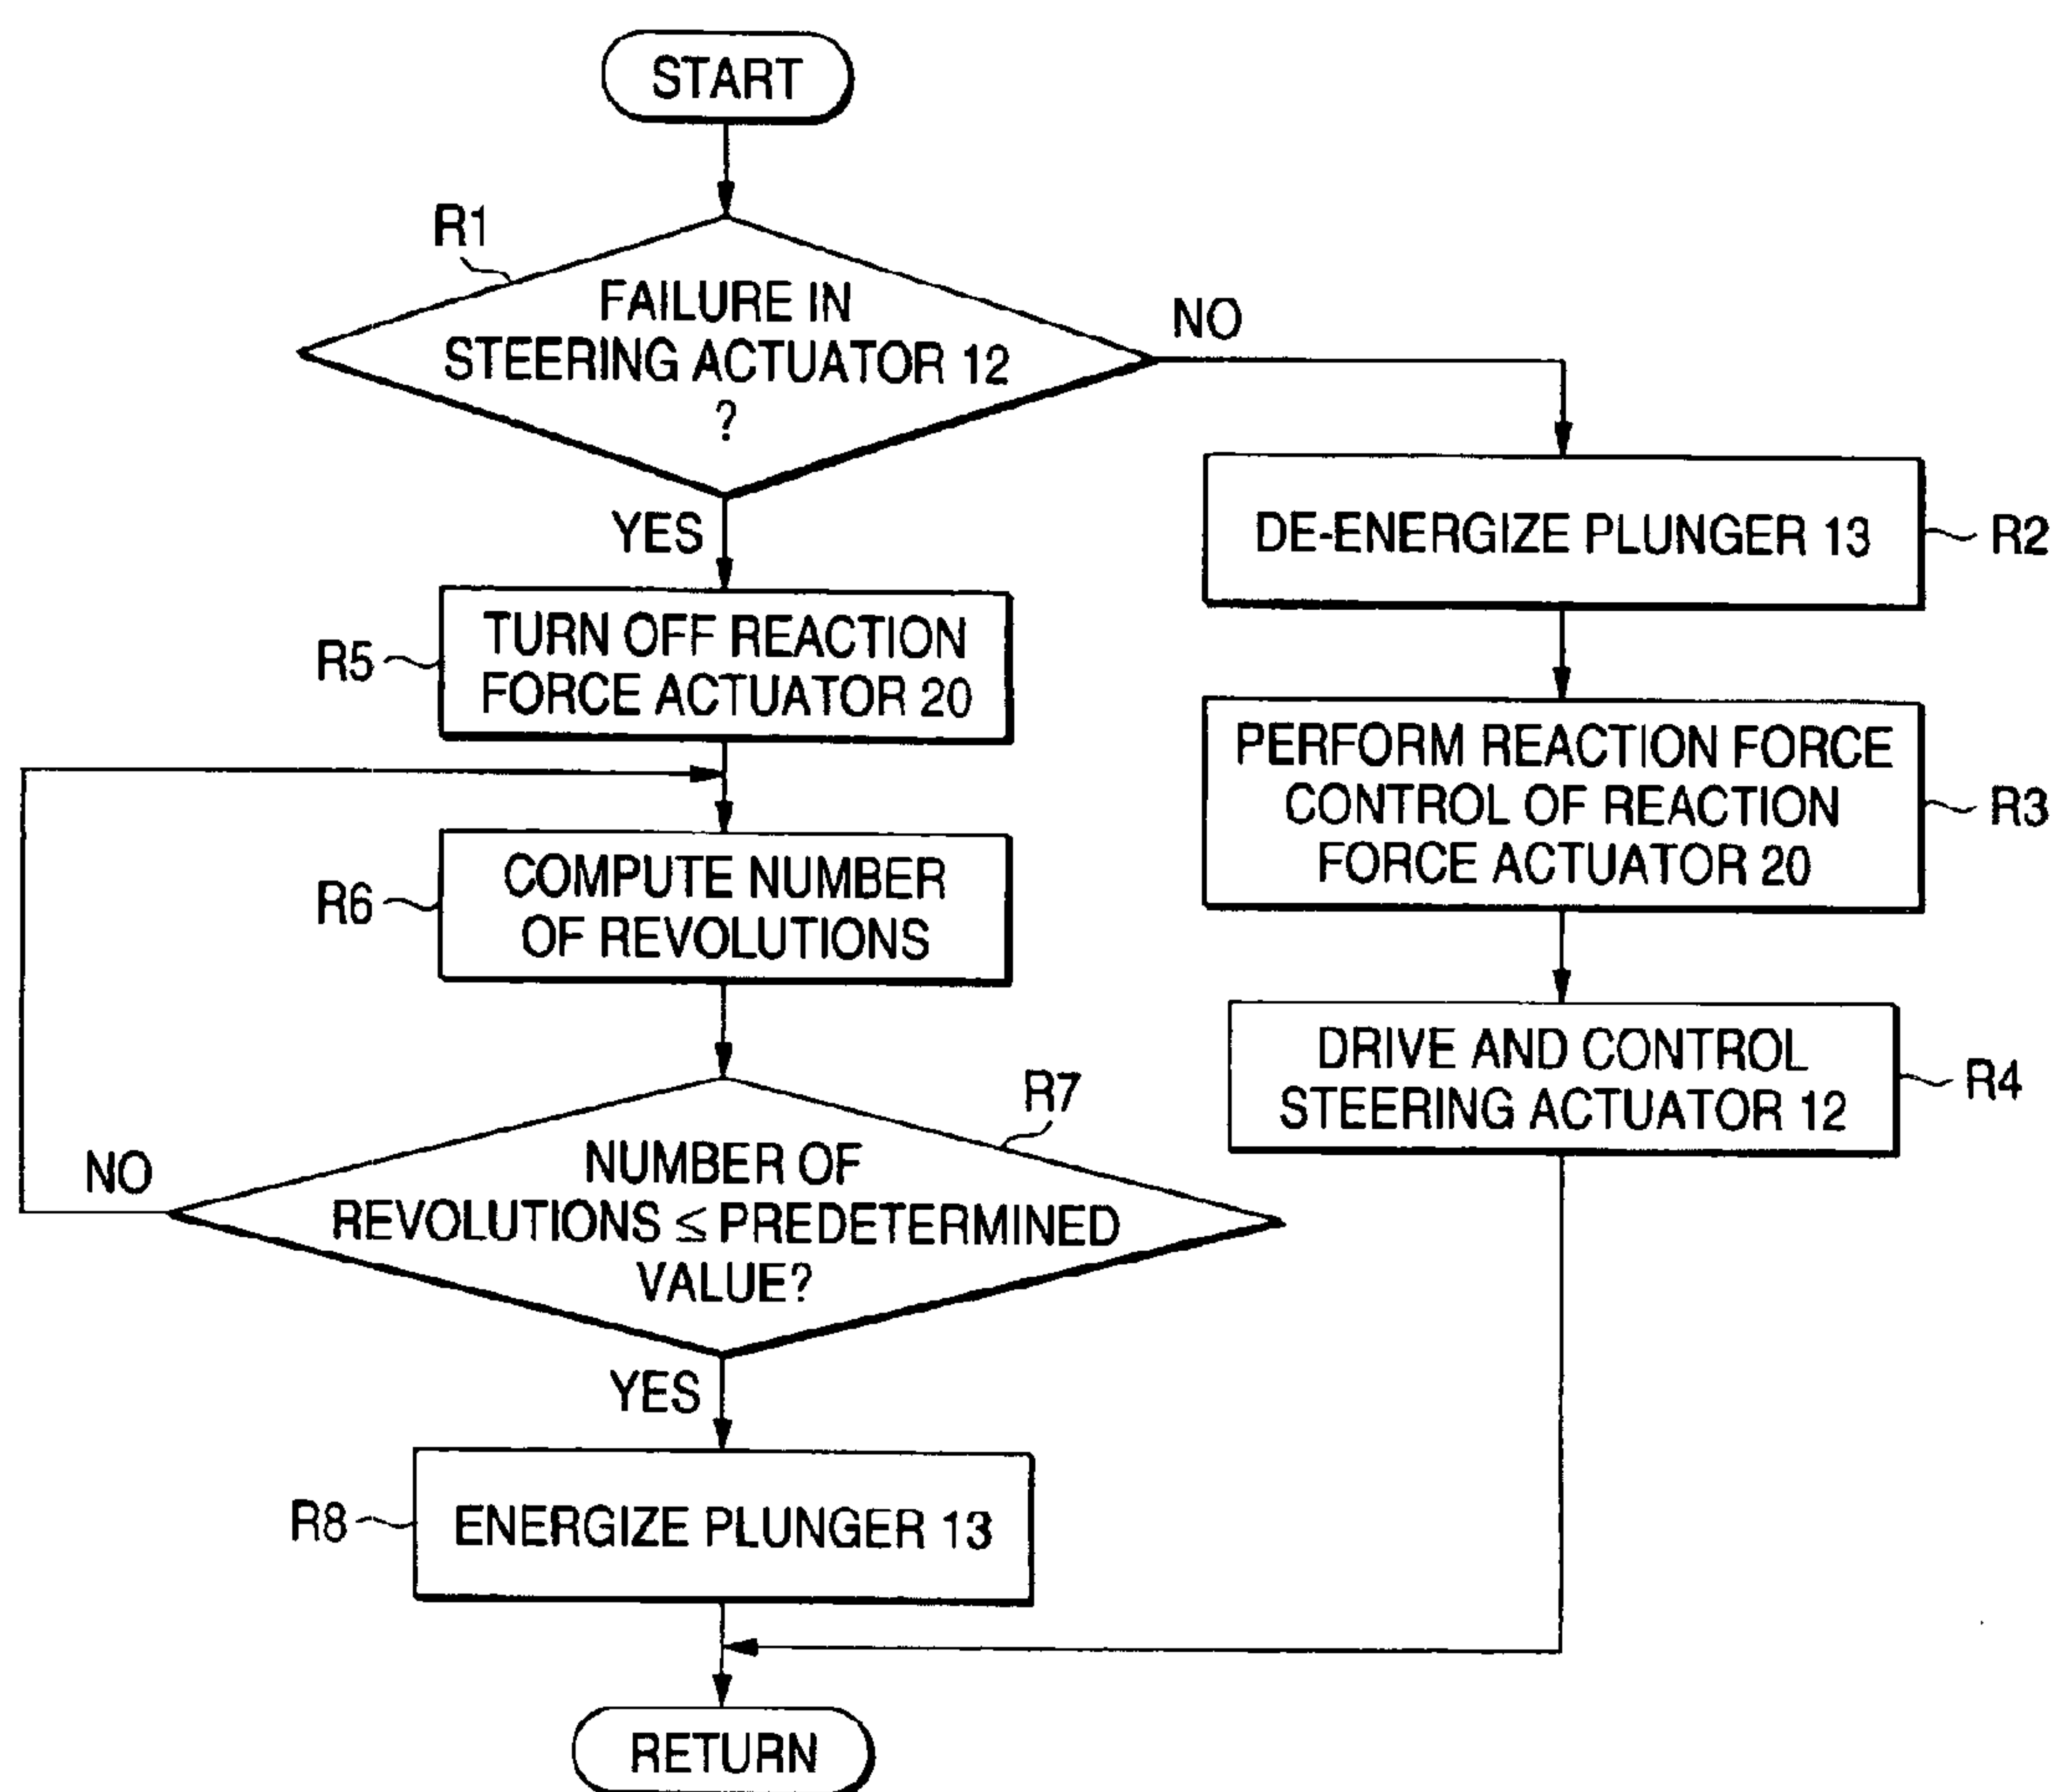 START
R1
FAILURE IN
STEERING ACTUATOR 12
?
NO
YES
DE-ENERGIZE PLUNGER 13
R2
R5
TURN OFF REACTION
FORCE ACTUATOR 20
PERFORM REACTION FORCE
CONTROL OF REACTION
FORCE ACTUATOR 20
R3
R6
COMPUTE NUMBER
OF REVOLUTIONS
DRIVE AND CONTROL
STEERING ACTUATOR 12
R4
R7
NUMBER OF
REVOLUTIONS ≤ PREDETERMINED
VALUE?
NO
YES
R8
ENERGIZE PLUNGER 13
RETURN